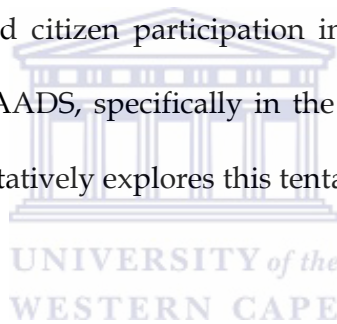 d citizen participation in
AADS, specifically in the
tatively explores this tenta
UNIVERSITY of the
WESTERN CAPE